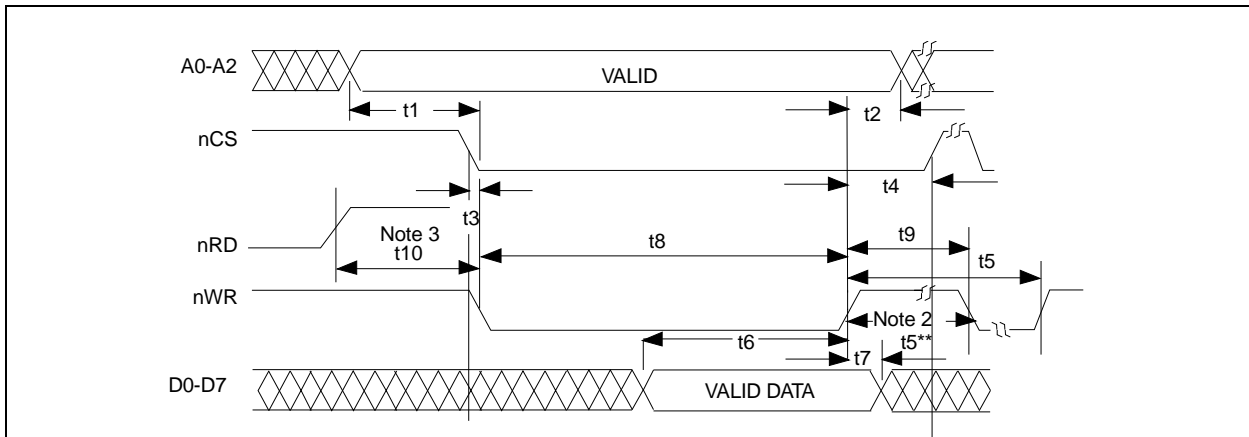 A0-A2
VALID
t1
t2
nCS
t4
t3
nRD
Note 3
t10
t8
t9
t5
nWR
Note 2
t5**
t6
t7
D0-D7
VALID DATA